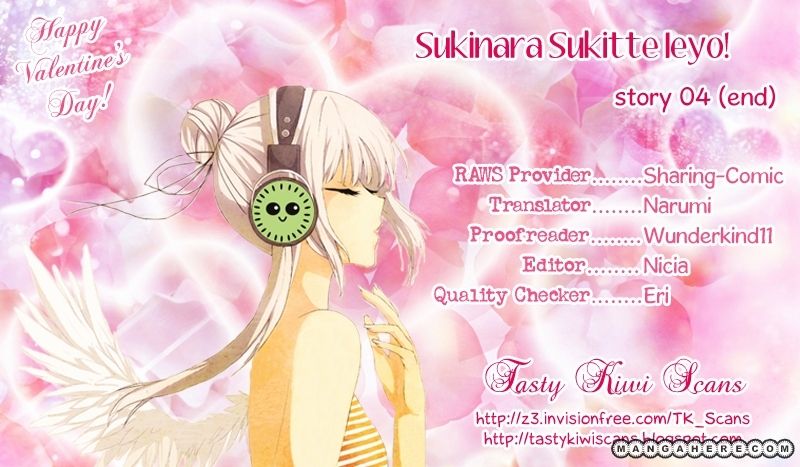 Happy
Valentine's
Day!
Sukinara Sukitte Ieyo!
story 04 (end)
RAWS Provider........Sharing-Comic
Translator........Narumi
Proofreader........Wunderkind11
Editor........Nicia
Quality Checker........Eri
Tasty Kiwi Scans
http://z3.invisionfree.com/TK_Scans
http://tastykiwiscans.blogspot.com
MANGAHERE.COM